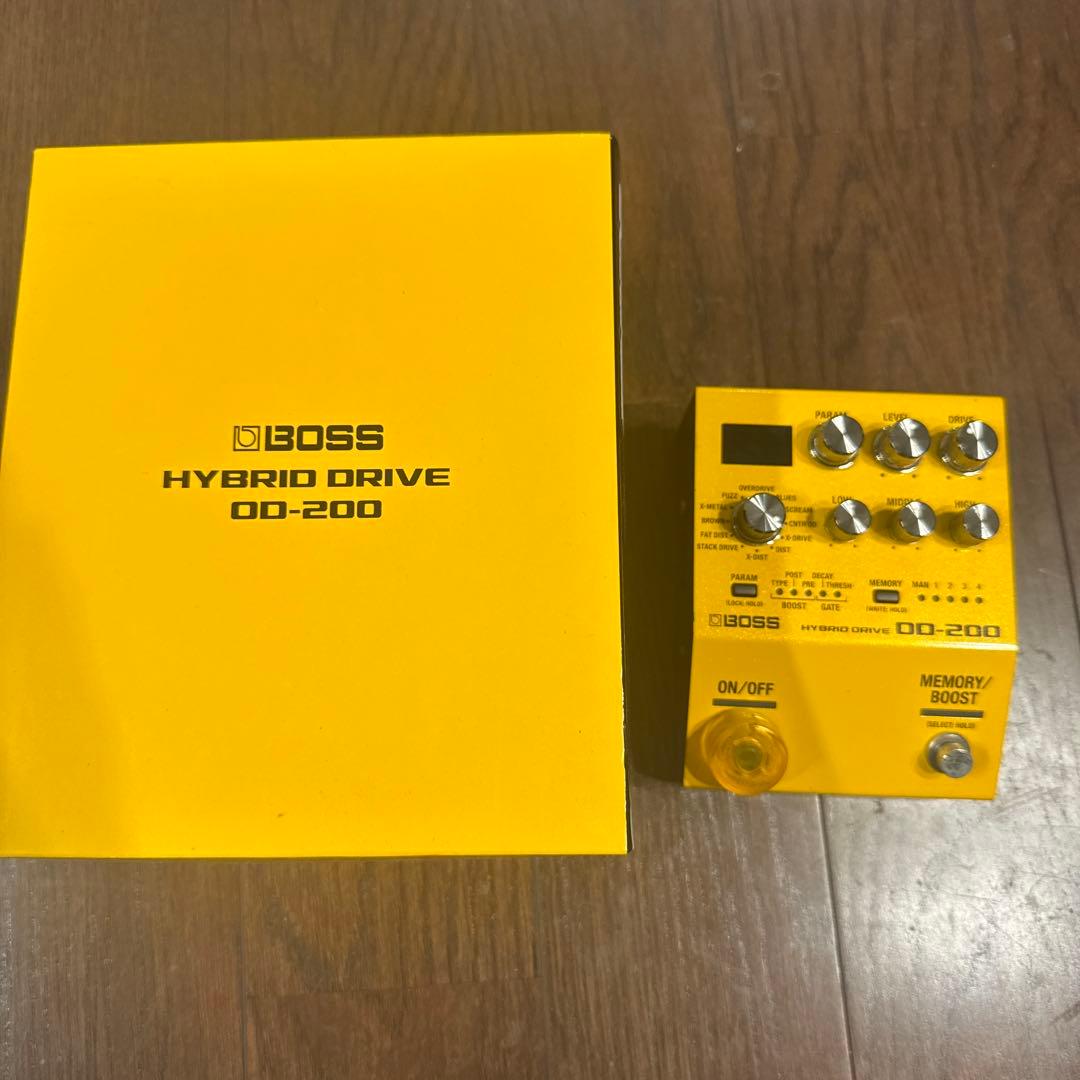 BOSS
HYBRID DRIVE
OD-200
PARAM LEVEL DRIVE
OVERDRIVE
FUZZ BLUES
X-METAL SCREAM
BROWN CNTR OD
FAT DIST X-DRIVE
STACK DRIVE DIST
X-DIST
LOW MIDDLE HIGH
PARAM
(LOCK: HOLD)
POST DECAY
TYPE PRE THRESH
BOOST GATE
MEMORY
(WRITE: HOLD)
MAN 1 2 3 4
BOSS HYBRID DRIVE OD-200
ON/OFF
MEMORY/
BOOST
(SELECT: HOLD)